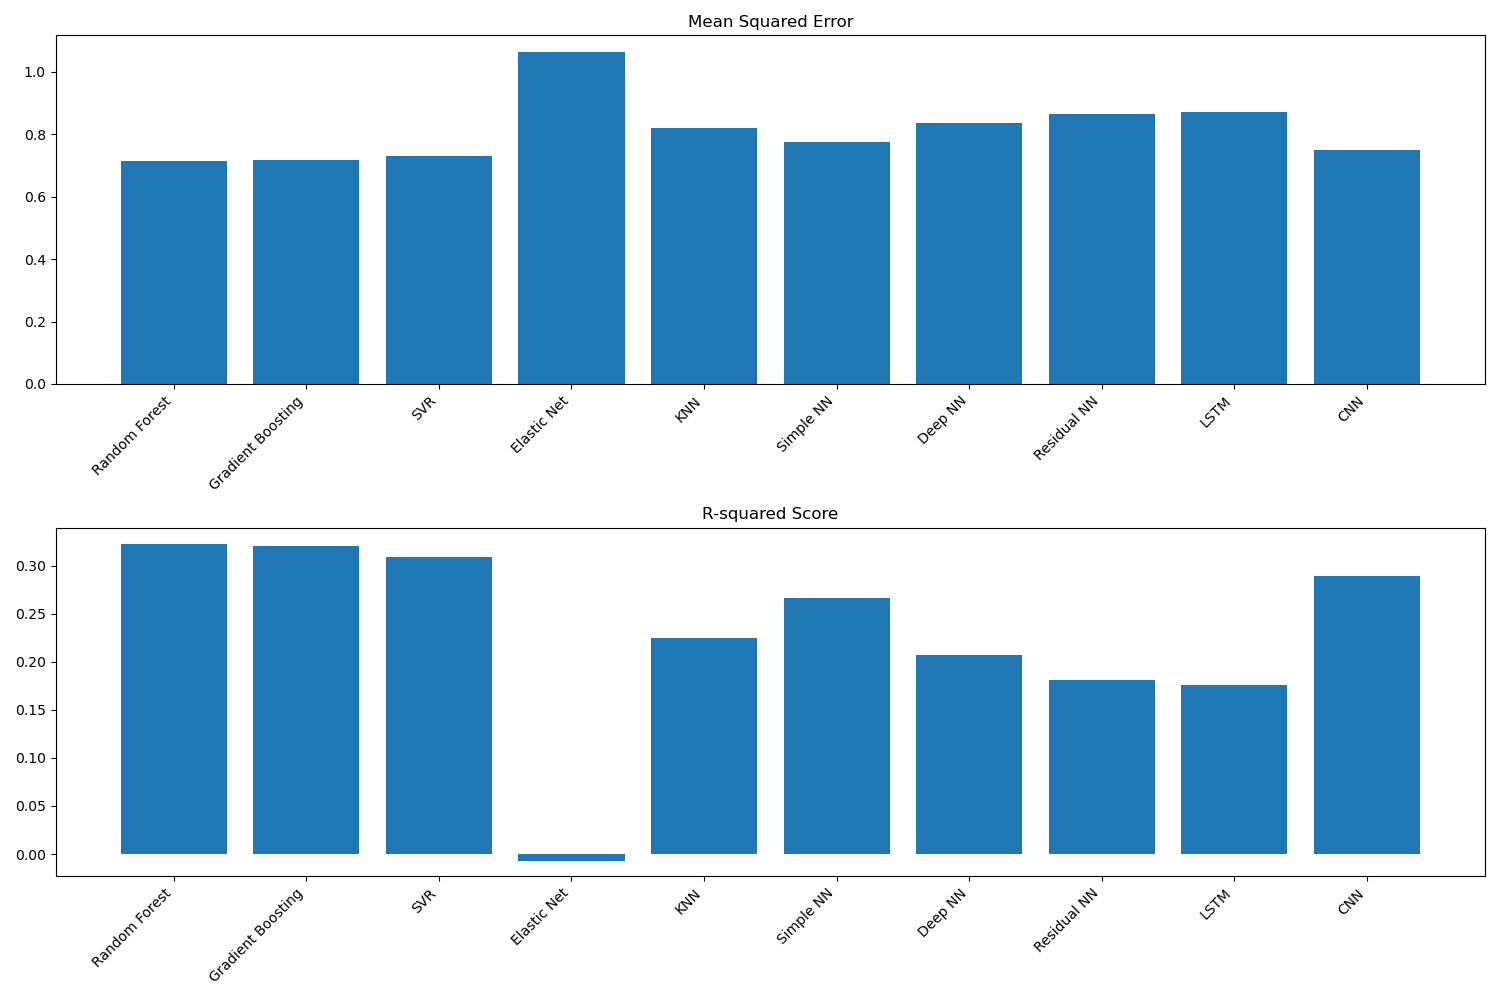 Mean Squared Error
1.0
0.8
0.6
0.4
0.2
0.0
Random Forest
Gradient Boosting
SVR
Elastic Net
KNN
Simple NN
Deep NN
Residual NN
LSTM
CNN
R-squared Score
0.30
0.25
0.20
0.15
0.10
0.05
0.00
Random Forest
Gradient Boosting
SVR
Elastic Net
KNN
Simple NN
Deep NN
Residual NN
LSTM
CNN